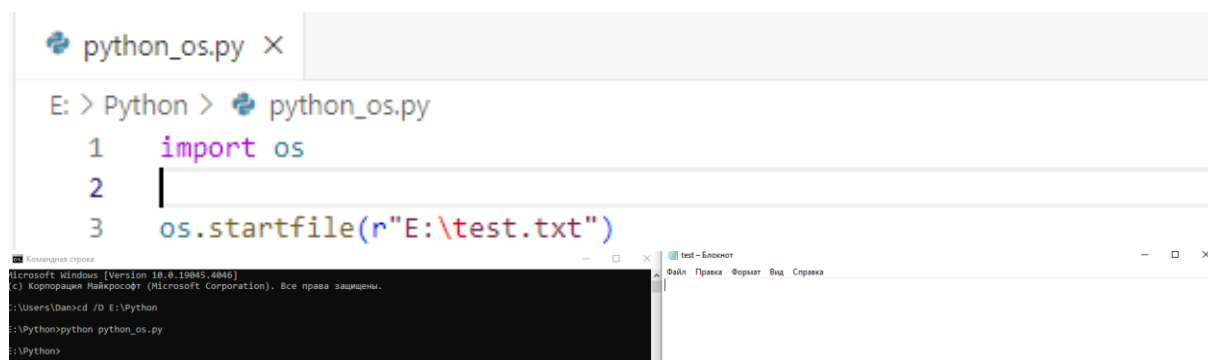 python_os.py ×
E: > Python > python_os.py
1 import os
2
3 os.startfile(r"E:\test.txt")
Командная строка
Microsoft Windows [Version 10.0.19045.4046]
(c) Корпорация Майкрософт (Microsoft Corporation). Все права защищены.
C:\Users\Dan>cd /D E:\Python
E:\Python>python python_os.py
E:\Python>
test – Блокнот
Файл Правка Формат Вид Справка